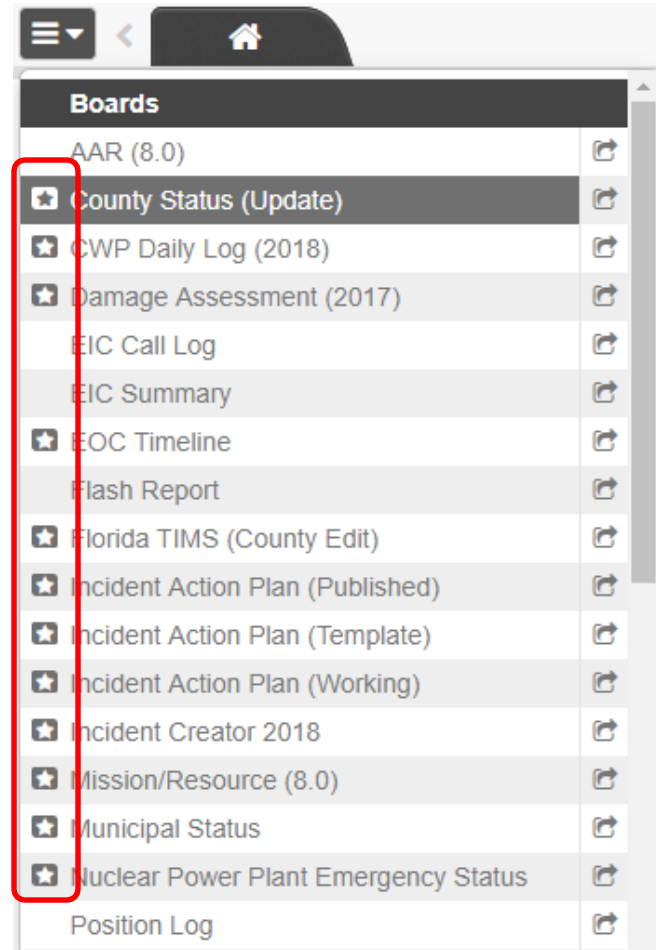 Boards
AAR (8.0)
County Status (Update)
CWP Daily Log (2018)
Damage Assessment (2017)
EIC Call Log
EIC Summary
EOC Timeline
Flash Report
Florida TIMS (County Edit)
Incident Action Plan (Published)
Incident Action Plan (Template)
Incident Action Plan (Working)
Incident Creator 2018
Mission/Resource (8.0)
Municipal Status
Nuclear Power Plant Emergency Status
Position Log